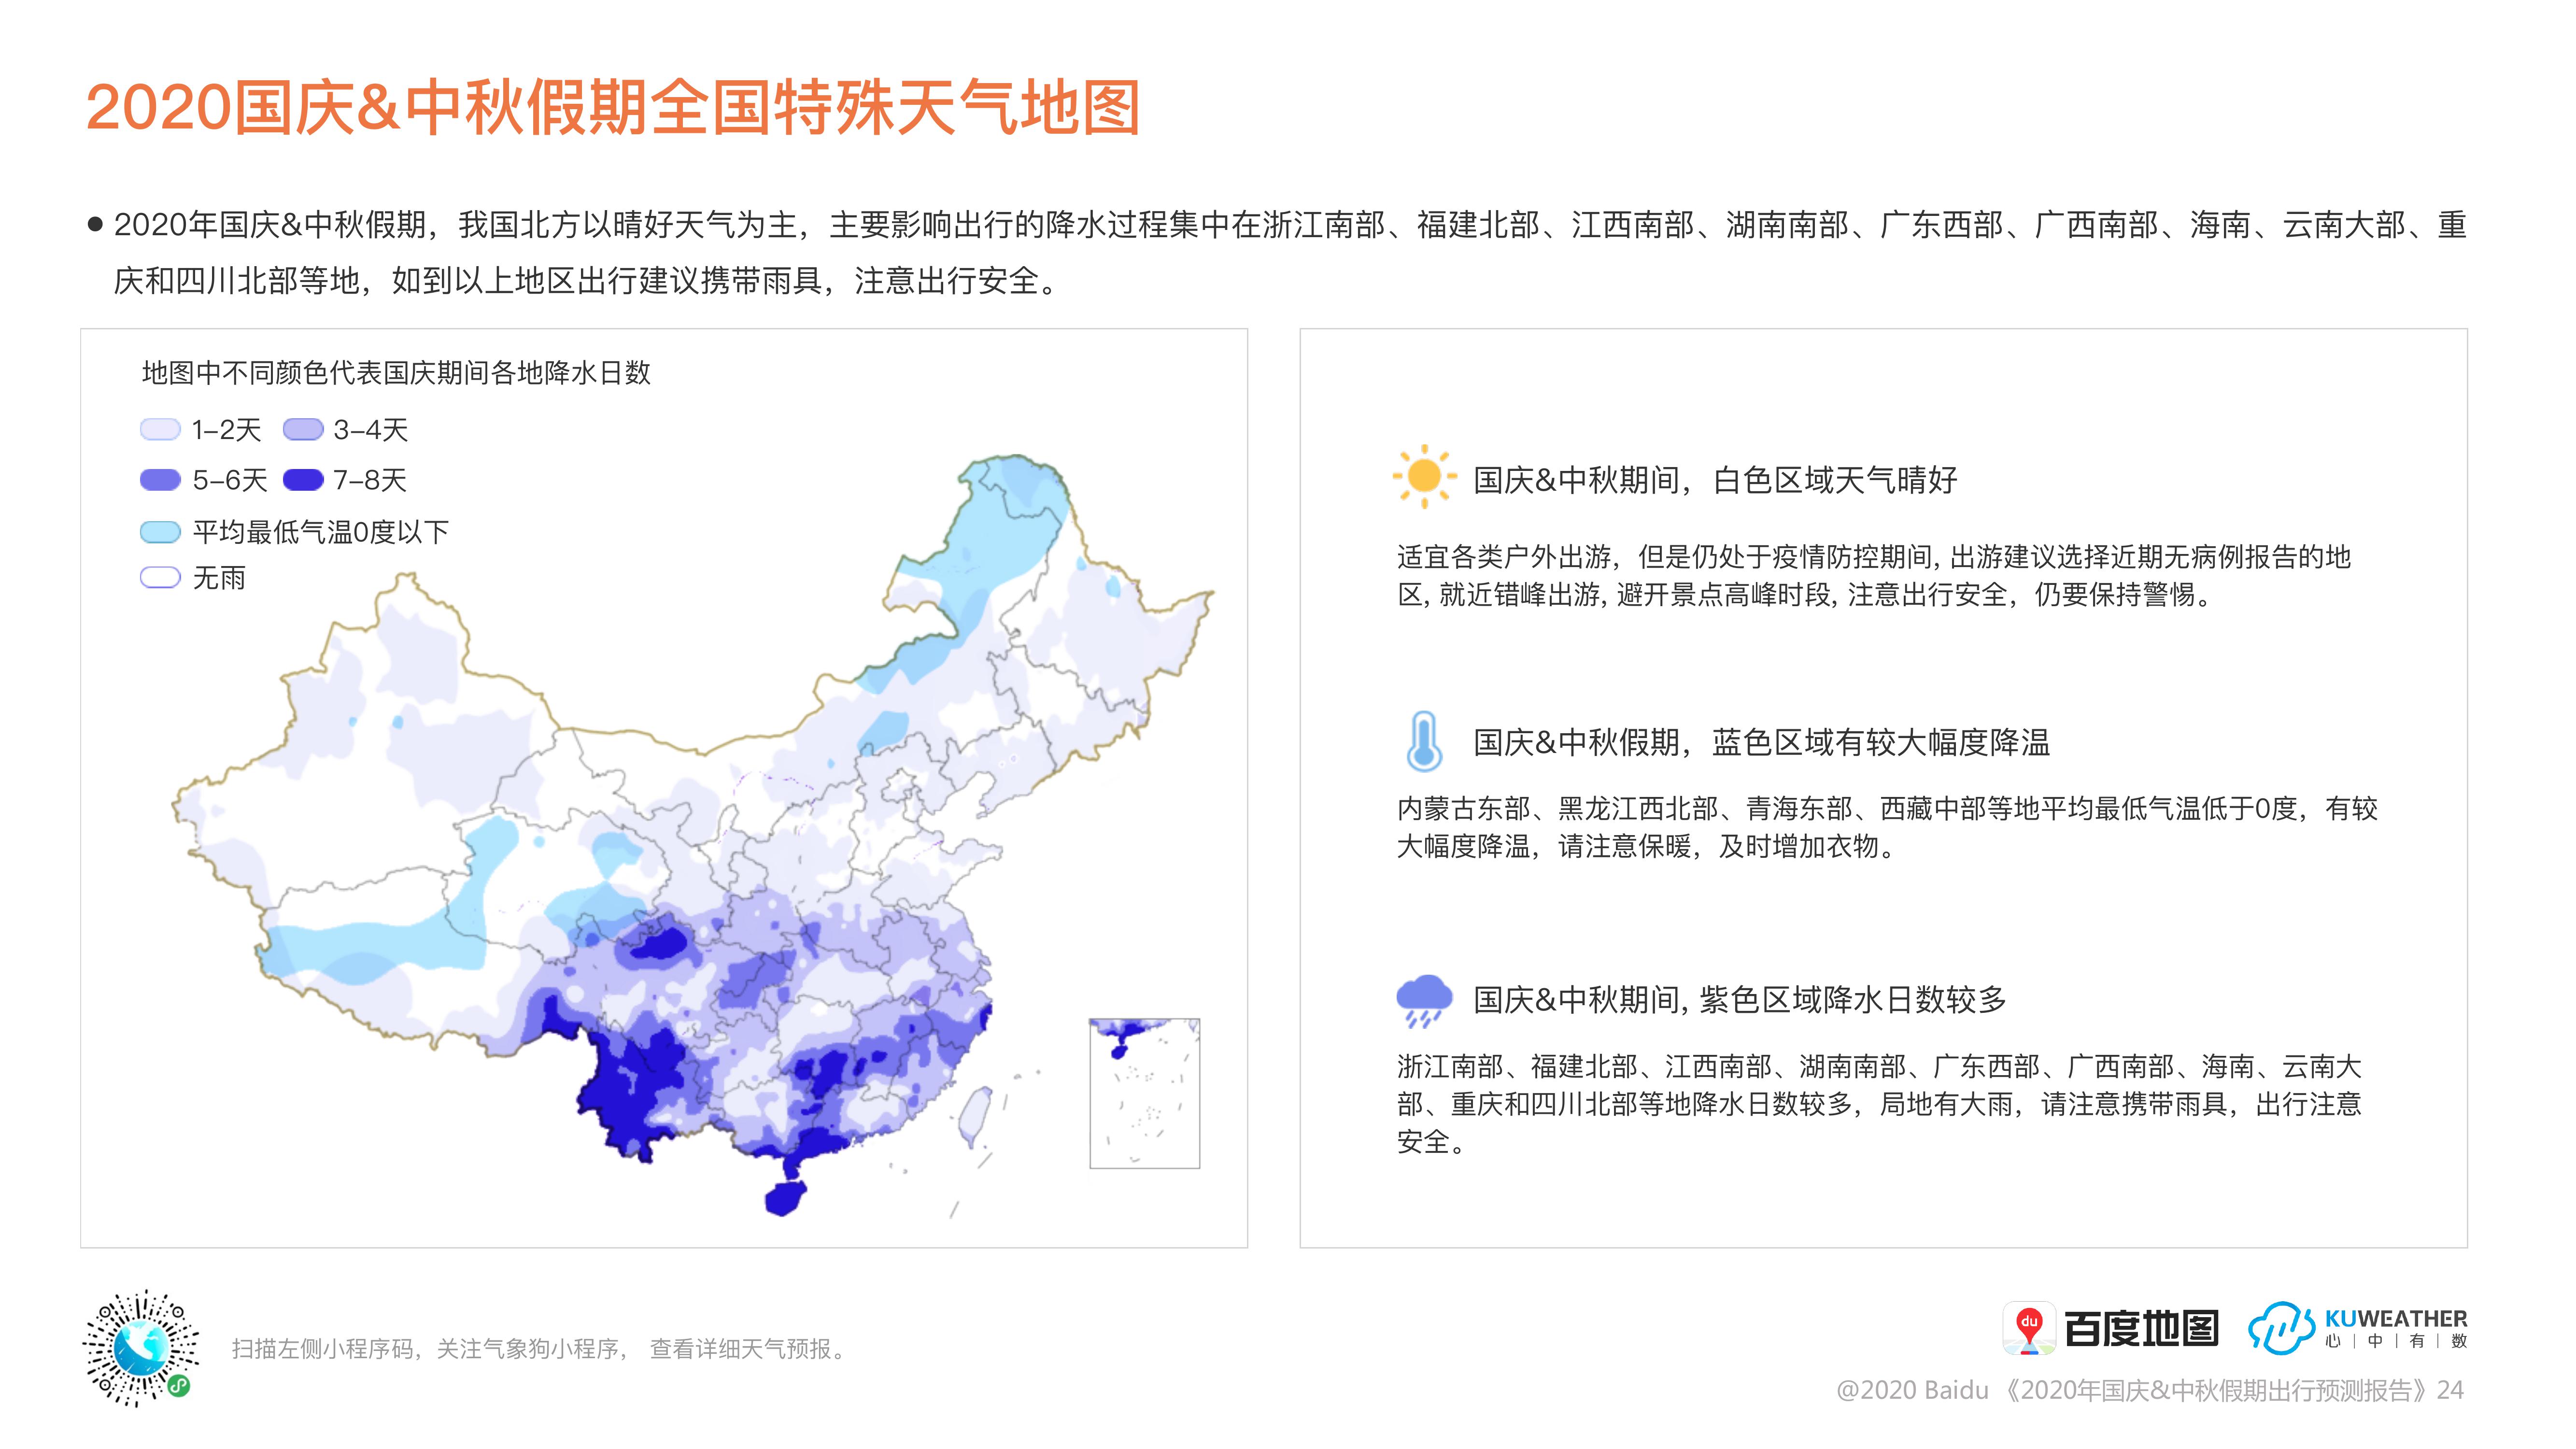 2020国庆&中秋假期全国特殊天气地图
● 2020年国庆&中秋假期，我国北方以晴好天气为主，主要影响出行的降水过程集中在浙江南部、福建北部、江西南部、湖南南部、广东西部、广西南部、海南、云南大部、重
庆和四川北部等地，如到以上地区出行建议携带雨具，注意出行安全。
地图中不同颜色代表国庆期间各地降水日数
1–2天 3–4天
5–6天 7–8天
平均最低气温0度以下
无雨
国庆&中秋期间，白色区域天气晴好
适宜各类户外出游，但是仍处于疫情防控期间, 出游建议选择近期无病例报告的地
区, 就近错峰出游, 避开景点高峰时段, 注意出行安全，仍要保持警惕。
国庆&中秋假期，蓝色区域有较大幅度降温
内蒙古东部、黑龙江西北部、青海东部、西藏中部等地平均最低气温低于0度，有较
大幅度降温，请注意保暖，及时增加衣物。
国庆&中秋期间, 紫色区域降水日数较多
浙江南部、福建北部、江西南部、湖南南部、广东西部、广西南部、海南、云南大
部、重庆和四川北部等地降水日数较多，局地有大雨，请注意携带雨具，出行注意
安全。
扫描左侧小程序码，关注气象狗小程序， 查看详细天气预报。
du 百度地图
KUWEATHER
心 | 中 | 有 | 数
@2020 Baidu 《2020年国庆&中秋假期出行预测报告》24